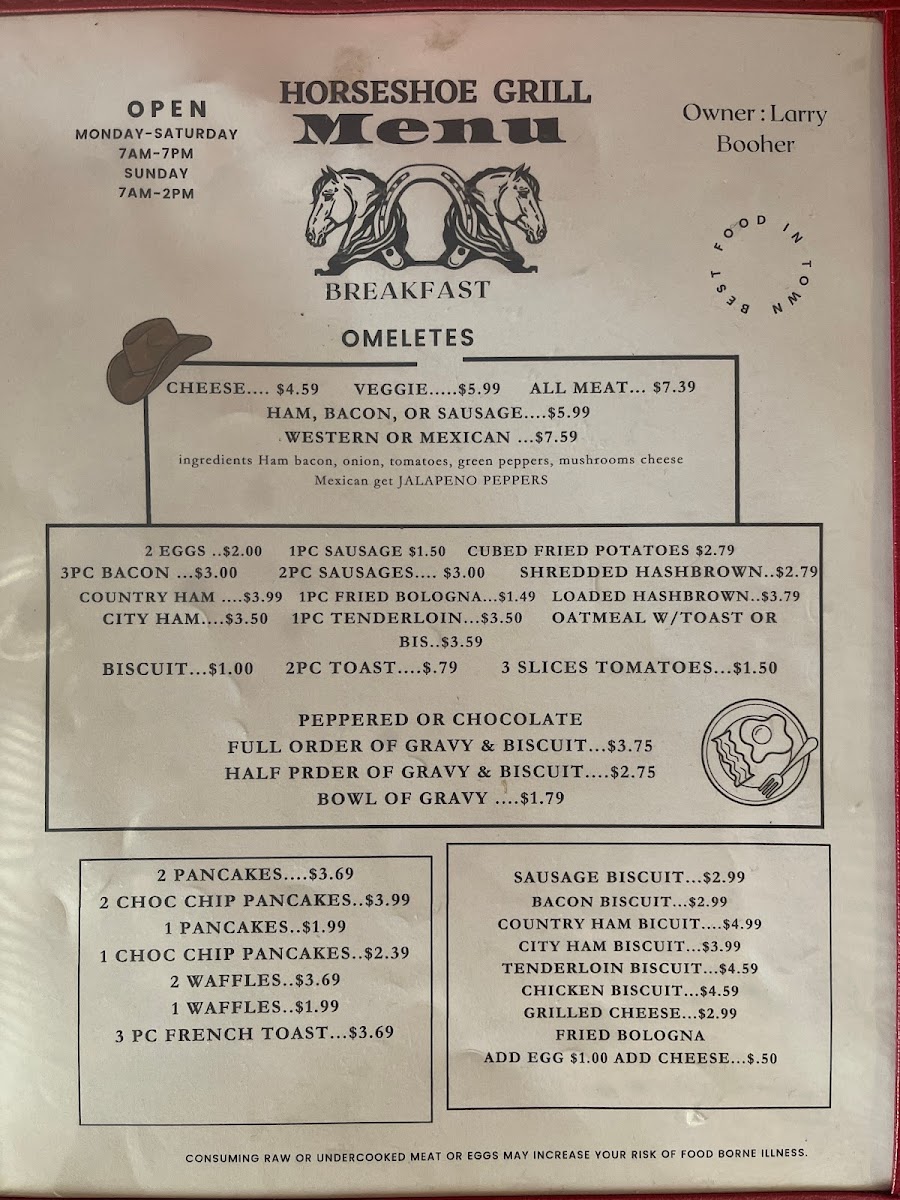 OPEN
MONDAY-SATURDAY
7AM-7PM
SUNDAY
7AM-2PM
HORSESHOE GRILL
Menu
Owner : Larry
Booher
BEST FOOD IN TOWN
BREAKFAST
OMELETES
CHEESE.... $4.59 VEGGIE.....$5.99 ALL MEAT... $7.39
HAM, BACON, OR SAUSAGE....$5.99
WESTERN OR MEXICAN ...$7.59
ingredients Ham bacon, onion, tomatoes, green peppers, mushrooms cheese
Mexican get JALAPENO PEPPERS
2 EGGS ..$2.00 1PC SAUSAGE $1.50 CUBED FRIED POTATOES $2.79
3PC BACON ...$3.00 2PC SAUSAGES.... $3.00 SHREDDED HASHBROWN..$2.79
COUNTRY HAM ....$3.99 1PC FRIED BOLOGNA...$1.49 LOADED HASHBROWN..$3.79
CITY HAM....$3.50 1PC TENDERLOIN...$3.50 OATMEAL W/TOAST OR
BIS..$3.59
BISCUIT...$1.00 2PC TOAST....$.79 3 SLICES TOMATOES...$1.50
PEPPERED OR CHOCOLATE
FULL ORDER OF GRAVY & BISCUIT...$3.75
HALF PRDER OF GRAVY & BISCUIT....$2.75
BOWL OF GRAVY ....$1.79
2 PANCAKES....$3.69
2 CHOC CHIP PANCAKES..$3.99
1 PANCAKES..$1.99
1 CHOC CHIP PANCAKES..$2.39
2 WAFFLES..$3.69
1 WAFFLES..$1.99
3 PC FRENCH TOAST...$3.69
SAUSAGE BISCUIT...$2.99
BACON BISCUIT...$2.99
COUNTRY HAM BICUIT....$4.99
CITY HAM BISCUIT...$3.99
TENDERLOIN BISCUIT...$4.59
CHICKEN BISCUIT...$4.59
GRILLED CHEESE...$2.99
FRIED BOLOGNA
ADD EGG $1.00 ADD CHEESE...$.50
CONSUMING RAW OR UNDERCOOKED MEAT OR EGGS MAY INCREASE YOUR RISK OF FOOD BORNE ILLNESS.